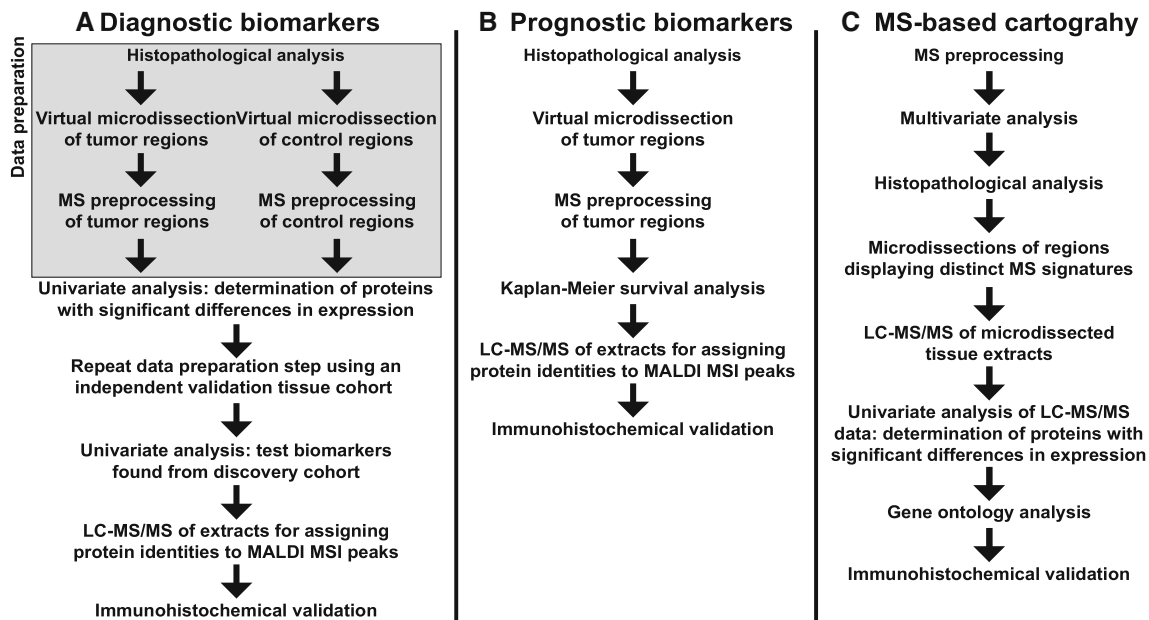 A Diagnostic biomarkers
Data preparation
Histopathological analysis
Virtual microdissection
of tumor regions
Virtual microdissection
of control regions
MS preprocessing
of tumor regions
MS preprocessing
of control regions
Univariate analysis: determination of proteins
with significant differences in expression
Repeat data preparation step using an
independent validation tissue cohort
Univariate analysis: test biomarkers
found from discovery cohort
LC-MS/MS of extracts for assigning
protein identities to MALDI MSI peaks
Immunohistochemical validation
B Prognostic biomarkers
Histopathological analysis
Virtual microdissection
of tumor regions
MS preprocessing
of tumor regions
Kaplan-Meier survival analysis
LC-MS/MS of extracts for assigning
protein identities to MALDI MSI peaks
Immunohistochemical validation
C MS-based cartograhy
MS preprocessing
Multivariate analysis
Histopathological analysis
Microdissections of regions
displaying distinct MS signatures
LC-MS/MS of microdissected
tissue extracts
Univariate analysis of LC-MS/MS
data: determination of proteins with
significant differences in expression
Gene ontology analysis
Immunohistochemical validation